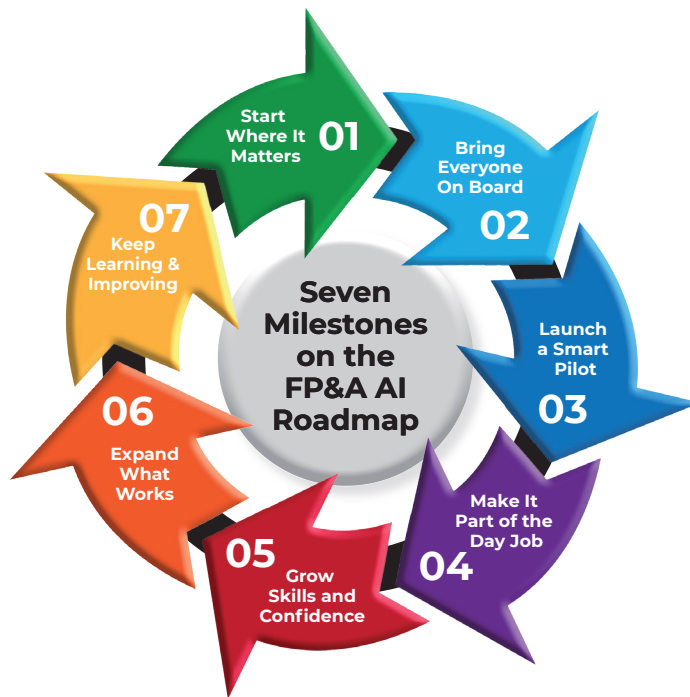 Seven
Milestones
on the
FP&A AI
Roadmap
Start
Where It
Matters
01
Bring
Everyone
On Board
02
Launch
a Smart
Pilot
03
Make It
Part of the
Day Job
04
05
Grow
Skills and
Confidence
06
Expand
What
Works
07
Keep
Learning &
Improving